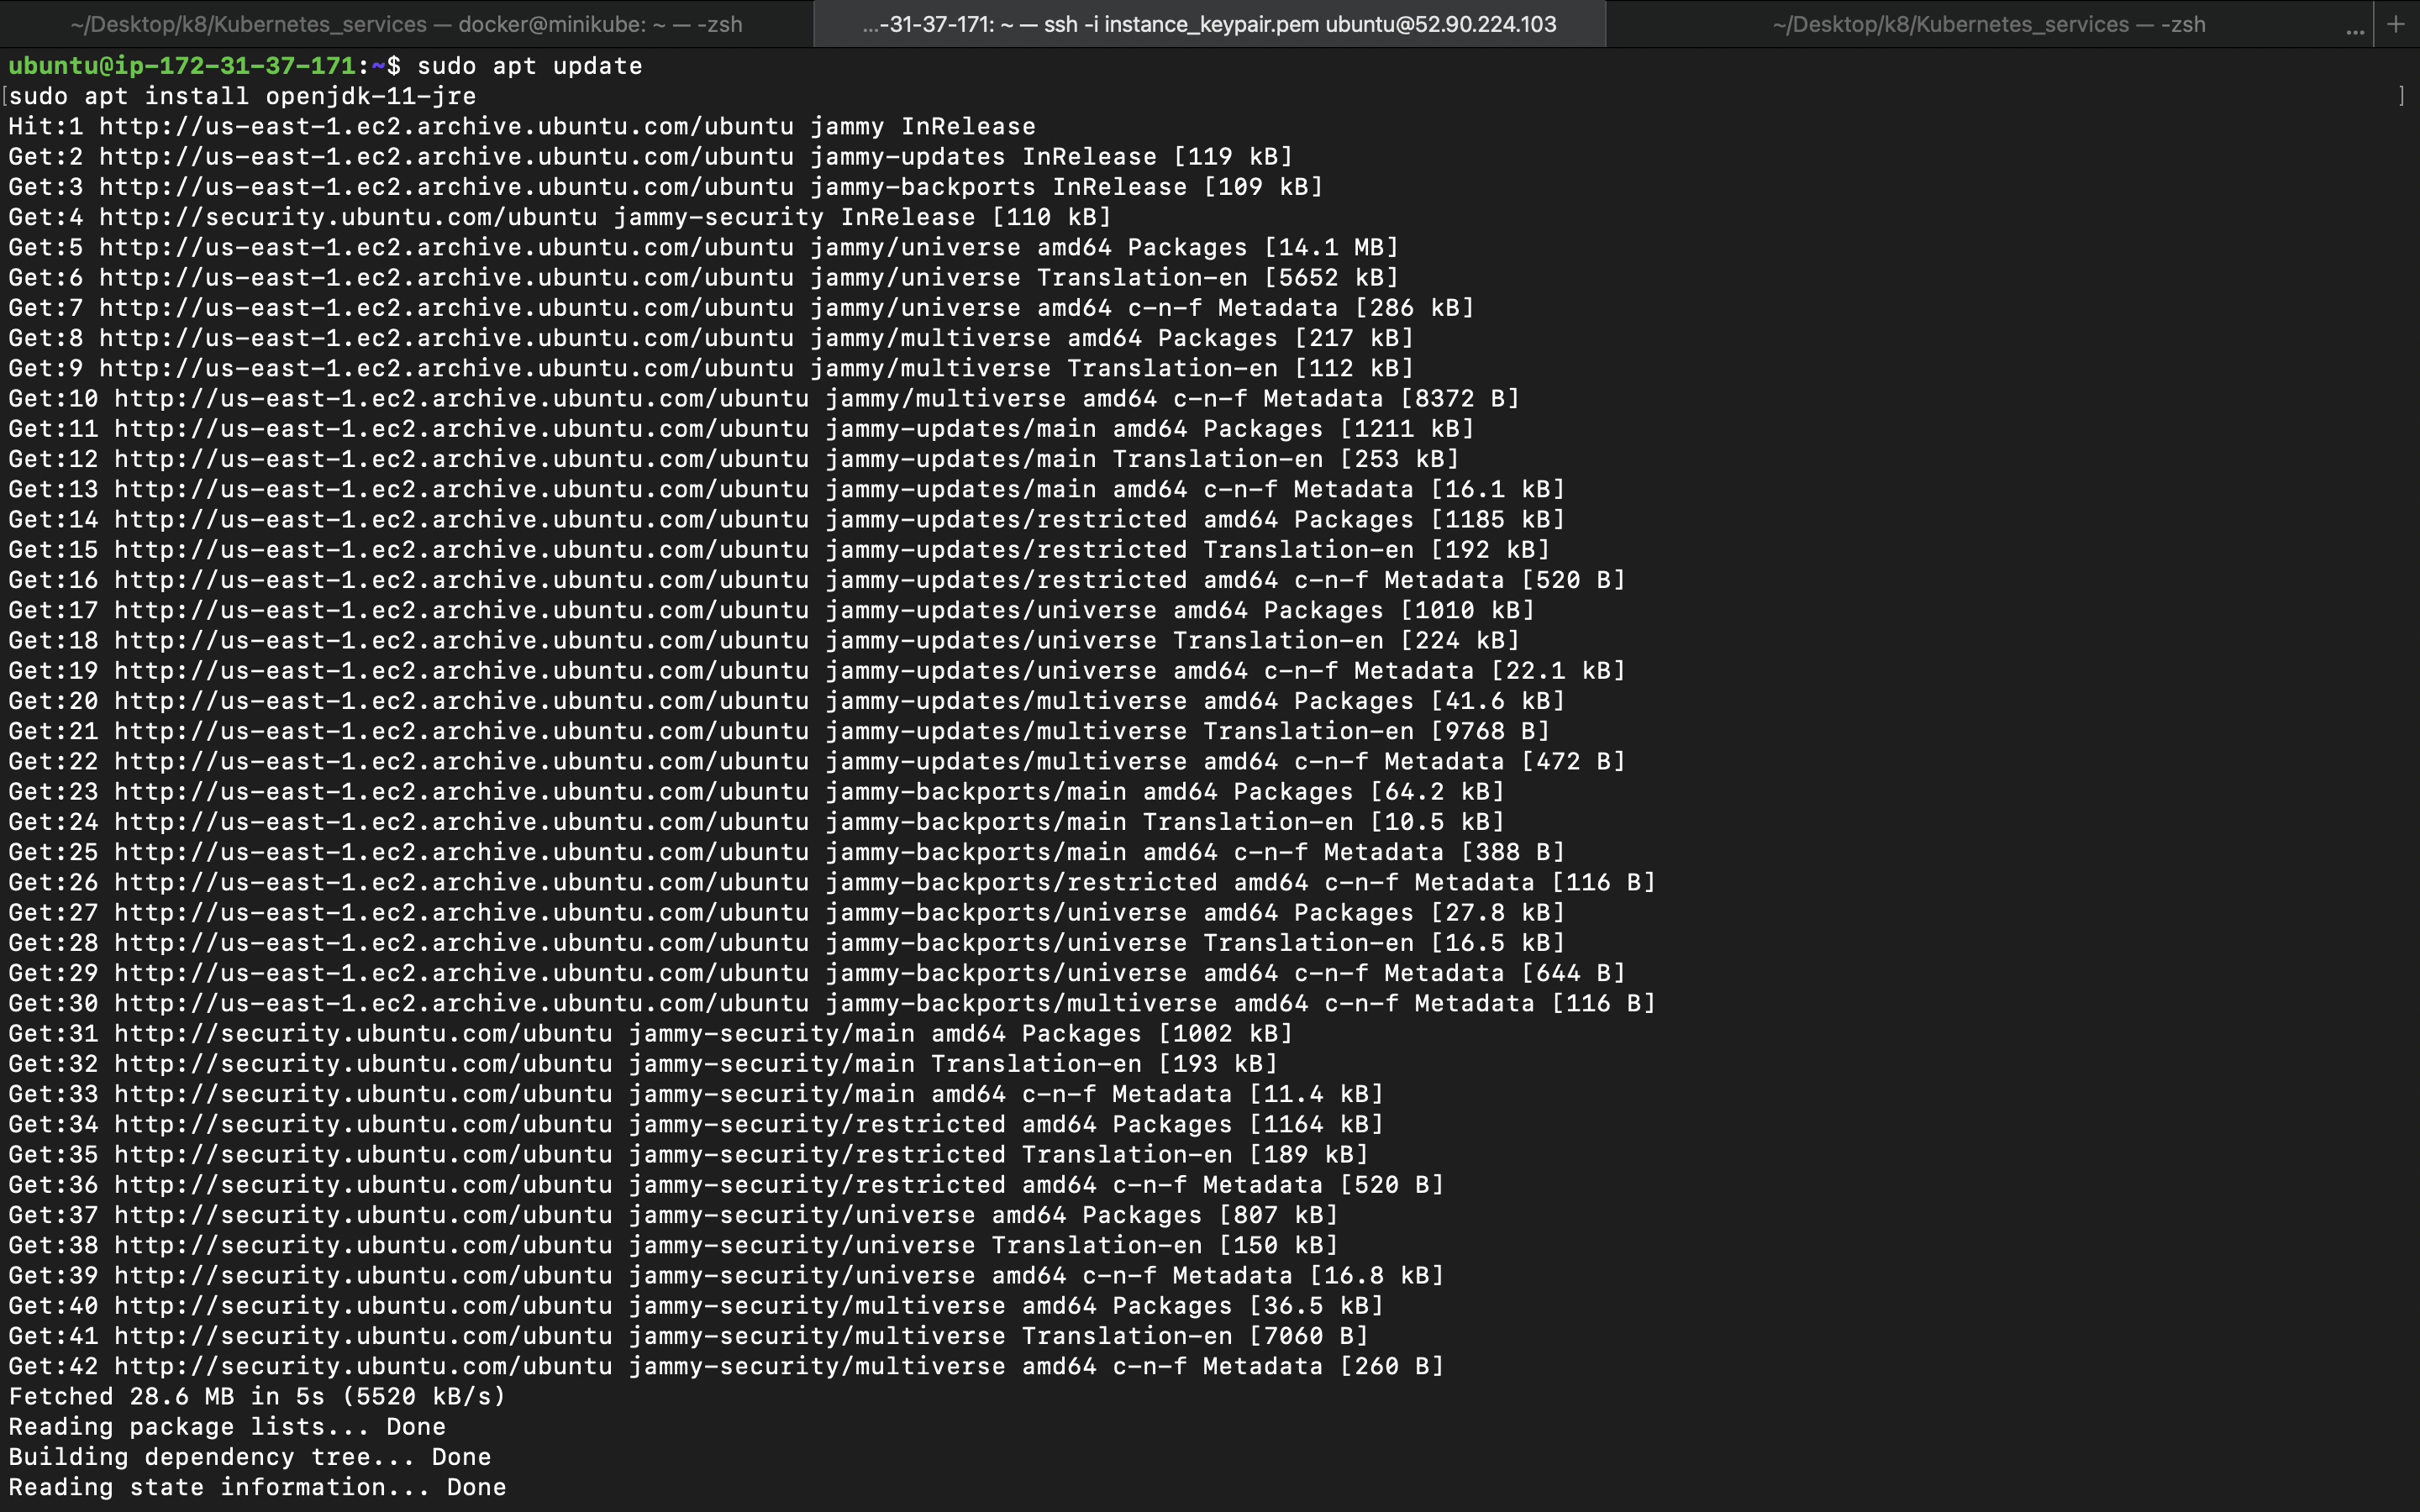 ~/Desktop/k8/Kubernetes_services — docker@minikube: ~ — -zsh
...-31-37-171: ~ — ssh -i instance_keypair.pem ubuntu@52.90.224.103
~/Desktop/k8/Kubernetes_services — -zsh
... +
ubuntu@ip-172-31-37-171:~$ sudo apt update
[sudo apt install openjdk-11-jre ]
Hit:1 http://us-east-1.ec2.archive.ubuntu.com/ubuntu jammy InRelease
Get:2 http://us-east-1.ec2.archive.ubuntu.com/ubuntu jammy-updates InRelease [119 kB]
Get:3 http://us-east-1.ec2.archive.ubuntu.com/ubuntu jammy-backports InRelease [109 kB]
Get:4 http://security.ubuntu.com/ubuntu jammy-security InRelease [110 kB]
Get:5 http://us-east-1.ec2.archive.ubuntu.com/ubuntu jammy/universe amd64 Packages [14.1 MB]
Get:6 http://us-east-1.ec2.archive.ubuntu.com/ubuntu jammy/universe Translation-en [5652 kB]
Get:7 http://us-east-1.ec2.archive.ubuntu.com/ubuntu jammy/universe amd64 c-n-f Metadata [286 kB]
Get:8 http://us-east-1.ec2.archive.ubuntu.com/ubuntu jammy/multiverse amd64 Packages [217 kB]
Get:9 http://us-east-1.ec2.archive.ubuntu.com/ubuntu jammy/multiverse Translation-en [112 kB]
Get:10 http://us-east-1.ec2.archive.ubuntu.com/ubuntu jammy/multiverse amd64 c-n-f Metadata [8372 B]
Get:11 http://us-east-1.ec2.archive.ubuntu.com/ubuntu jammy-updates/main amd64 Packages [1211 kB]
Get:12 http://us-east-1.ec2.archive.ubuntu.com/ubuntu jammy-updates/main Translation-en [253 kB]
Get:13 http://us-east-1.ec2.archive.ubuntu.com/ubuntu jammy-updates/main amd64 c-n-f Metadata [16.1 kB]
Get:14 http://us-east-1.ec2.archive.ubuntu.com/ubuntu jammy-updates/restricted amd64 Packages [1185 kB]
Get:15 http://us-east-1.ec2.archive.ubuntu.com/ubuntu jammy-updates/restricted Translation-en [192 kB]
Get:16 http://us-east-1.ec2.archive.ubuntu.com/ubuntu jammy-updates/restricted amd64 c-n-f Metadata [520 B]
Get:17 http://us-east-1.ec2.archive.ubuntu.com/ubuntu jammy-updates/universe amd64 Packages [1010 kB]
Get:18 http://us-east-1.ec2.archive.ubuntu.com/ubuntu jammy-updates/universe Translation-en [224 kB]
Get:19 http://us-east-1.ec2.archive.ubuntu.com/ubuntu jammy-updates/universe amd64 c-n-f Metadata [22.1 kB]
Get:20 http://us-east-1.ec2.archive.ubuntu.com/ubuntu jammy-updates/multiverse amd64 Packages [41.6 kB]
Get:21 http://us-east-1.ec2.archive.ubuntu.com/ubuntu jammy-updates/multiverse Translation-en [9768 B]
Get:22 http://us-east-1.ec2.archive.ubuntu.com/ubuntu jammy-updates/multiverse amd64 c-n-f Metadata [472 B]
Get:23 http://us-east-1.ec2.archive.ubuntu.com/ubuntu jammy-backports/main amd64 Packages [64.2 kB]
Get:24 http://us-east-1.ec2.archive.ubuntu.com/ubuntu jammy-backports/main Translation-en [10.5 kB]
Get:25 http://us-east-1.ec2.archive.ubuntu.com/ubuntu jammy-backports/main amd64 c-n-f Metadata [388 B]
Get:26 http://us-east-1.ec2.archive.ubuntu.com/ubuntu jammy-backports/restricted amd64 c-n-f Metadata [116 B]
Get:27 http://us-east-1.ec2.archive.ubuntu.com/ubuntu jammy-backports/universe amd64 Packages [27.8 kB]
Get:28 http://us-east-1.ec2.archive.ubuntu.com/ubuntu jammy-backports/universe Translation-en [16.5 kB]
Get:29 http://us-east-1.ec2.archive.ubuntu.com/ubuntu jammy-backports/universe amd64 c-n-f Metadata [644 B]
Get:30 http://us-east-1.ec2.archive.ubuntu.com/ubuntu jammy-backports/multiverse amd64 c-n-f Metadata [116 B]
Get:31 http://security.ubuntu.com/ubuntu jammy-security/main amd64 Packages [1002 kB]
Get:32 http://security.ubuntu.com/ubuntu jammy-security/main Translation-en [193 kB]
Get:33 http://security.ubuntu.com/ubuntu jammy-security/main amd64 c-n-f Metadata [11.4 kB]
Get:34 http://security.ubuntu.com/ubuntu jammy-security/restricted amd64 Packages [1164 kB]
Get:35 http://security.ubuntu.com/ubuntu jammy-security/restricted Translation-en [189 kB]
Get:36 http://security.ubuntu.com/ubuntu jammy-security/restricted amd64 c-n-f Metadata [520 B]
Get:37 http://security.ubuntu.com/ubuntu jammy-security/universe amd64 Packages [807 kB]
Get:38 http://security.ubuntu.com/ubuntu jammy-security/universe Translation-en [150 kB]
Get:39 http://security.ubuntu.com/ubuntu jammy-security/universe amd64 c-n-f Metadata [16.8 kB]
Get:40 http://security.ubuntu.com/ubuntu jammy-security/multiverse amd64 Packages [36.5 kB]
Get:41 http://security.ubuntu.com/ubuntu jammy-security/multiverse Translation-en [7060 B]
Get:42 http://security.ubuntu.com/ubuntu jammy-security/multiverse amd64 c-n-f Metadata [260 B]
Fetched 28.6 MB in 5s (5520 kB/s)
Reading package lists... Done
Building dependency tree... Done
Reading state information... Done